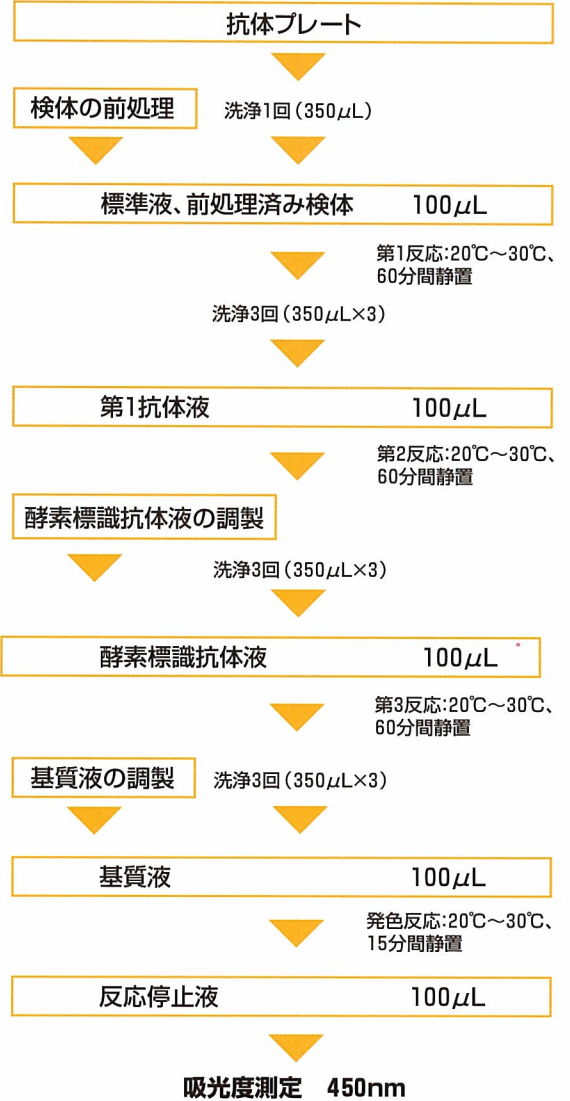 抗体プレート
検体の前処理
洗浄1回(350μL)
標準液、前処理済み検体 100μL
第1反応:20℃～30℃、
60分間静置
洗浄3回(350μL×3)
第1抗体液 100μL
第2反応:20℃～30℃、
60分間静置
酵素標識抗体液の調製
洗浄3回(350μL×3)
酵素標識抗体液 100μL
第3反応:20℃～30℃、
60分間静置
基質液の調製
洗浄3回(350μL×3)
基質液 100μL
発色反応:20℃～30℃、
15分間静置
反応停止液 100μL
吸光度測定 450nm